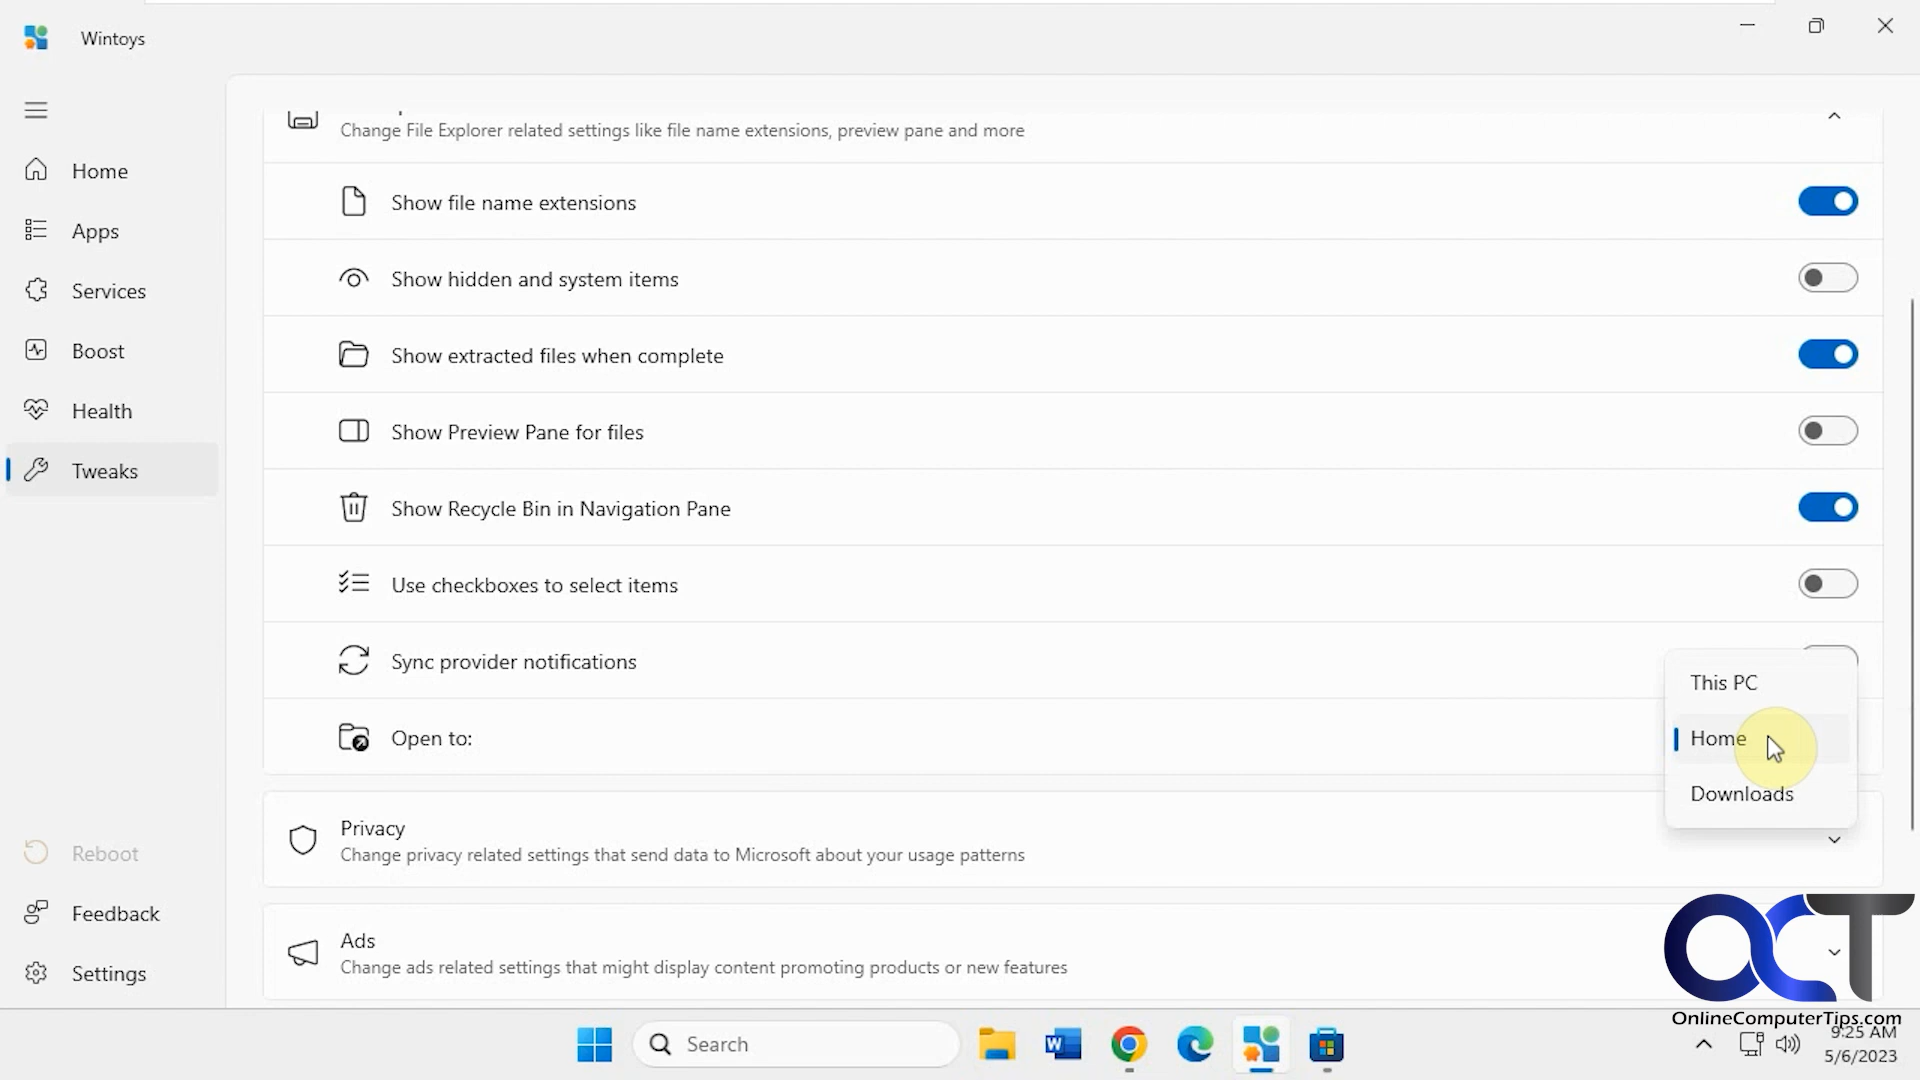 Wintoys
Home
Apps
Services
Boost
Health
Tweaks
Reboot
Feedback
Settings
Change File Explorer related settings like file name extensions, preview pane and more
Show file name extensions
Show hidden and system items
Show extracted files when complete
Show Preview Pane for files
Show Recycle Bin in Navigation Pane
Use checkboxes to select items
Sync provider notifications
Open to:
This PC
Home
Downloads
Privacy
Change privacy related settings that send data to Microsoft about your usage patterns
Ads
Change ads related settings that might display content promoting products or new features
OCT
OnlineComputerTips.com
Search
W
9:25 AM
5/6/2023